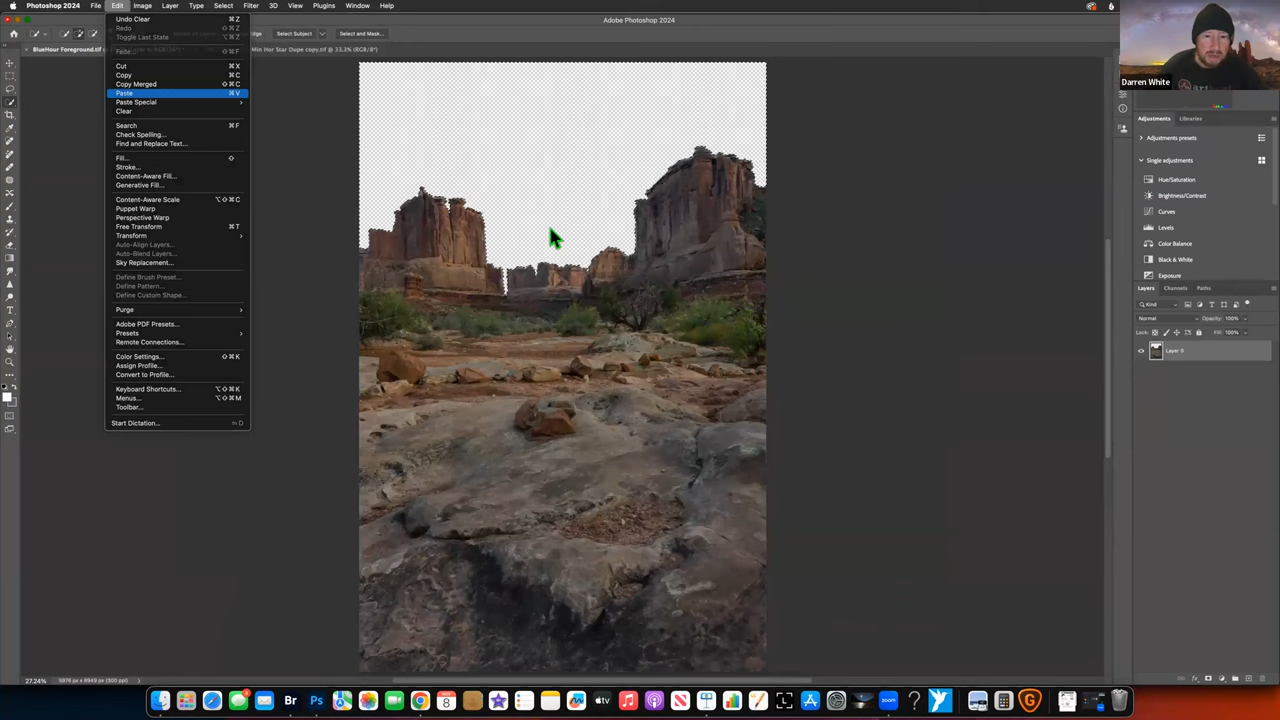 Photoshop 2024 File Edit Image Layer Type Select Filter 3D View Plugins Window Help
Adobe Photoshop 2024
Select Subject Select and Mask...
BlueHour Foreground.tif Min Hor Star Dupe copy.tif @ 33.3% (RGB/8*)
Undo Clear ⌘Z
Redo ⇧⌘Z
Toggle Last State ⌥⌘Z
Fade... ⇧⌘F
Cut ⌘X
Copy ⌘C
Copy Merged ⇧⌘C
Paste ⌘V
Paste Special
Clear
Search ⌘F
Check Spelling...
Find and Replace Text...
Fill...
Stroke...
Content-Aware Fill...
Generative Fill...
Content-Aware Scale ⌥⇧⌘C
Puppet Warp
Perspective Warp
Free Transform ⌘T
Transform
Auto-Align Layers...
Auto-Blend Layers...
Sky Replacement...
Define Brush Preset...
Define Pattern...
Define Custom Shape...
Purge
Adobe PDF Presets...
Presets
Remote Connections...
Color Settings... ⇧⌘K
Assign Profile...
Convert to Profile...
Keyboard Shortcuts... ⌥⇧⌘K
Menus... ⌥⇧⌘M
Toolbar...
Start Dictation... D
Darren White
Adjustments Libraries
Adjustments presets
Single adjustments
Hue/Saturation
Brightness/Contrast
Curves
Levels
Color Balance
Black & White
Exposure
Layers Channels Paths
Kind
Normal Opacity: 100%
Lock: Fill: 100%
Layer 0
27.24% 5976 px x 8949 px (300 ppi)
Br Ps NOV 8 tv zoom G